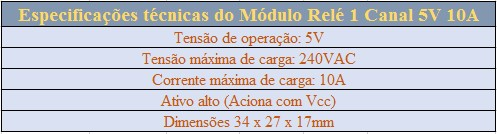 Especificações técnicas do Módulo Relé 1 Canal 5V 10A
Tensão de operação: 5V
Tensão máxima de carga: 240VAC
Corrente máxima de carga: 10A
Ativo alto (Aciona com Vcc)
Dimensões 34 x 27 x 17mm